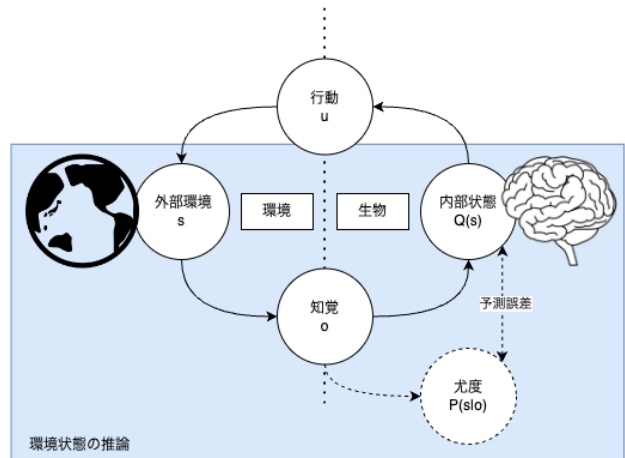 行動
u
外部環境
s
環境
生物
内部状態
Q(s)
知覚
o
予測誤差
尤度
P(s|o)
環境状態の推論